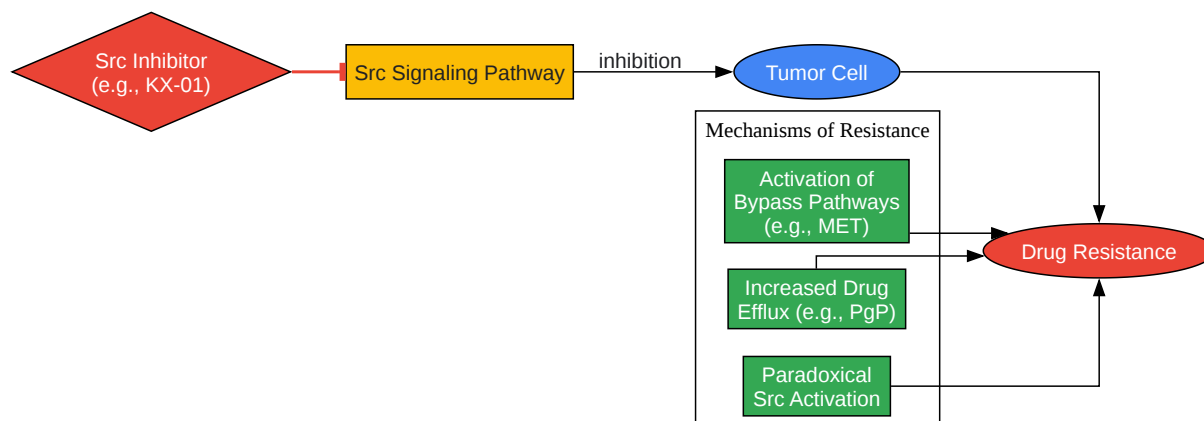 Src Inhibitor
(e.g., KX-01)
Src Signaling Pathway
inhibition
Tumor Cell
Mechanisms of Resistance
Activation of
Bypass Pathways
(e.g., MET)
Increased Drug
Efflux (e.g., PgP)
Paradoxical
Src Activation
Drug Resistance